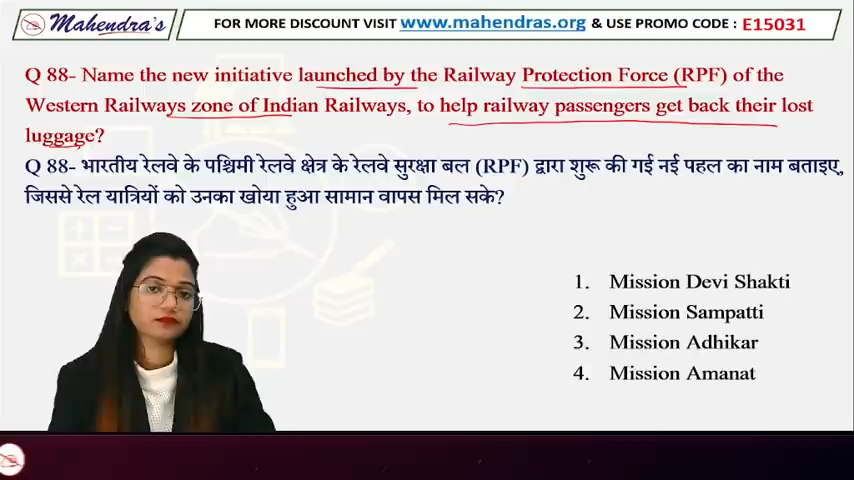 Mahendra's
FOR MORE DISCOUNT VISIT www.mahendras.org & USE PROMO CODE : E15031
Q 88- Name the new initiative launched by the Railway Protection Force (RPF) of the
Western Railways zone of Indian Railways, to help railway passengers get back their lost
luggage?
Q 88- भारतीय रेलवे के पश्चिमी रेलवे क्षेत्र के रेलवे सुरक्षा बल (RPF) द्वारा शुरू की गई नई पहल का नाम बताइए,
जिससे रेल यात्रियों को उनका खोया हुआ सामान वापस मिल सके?
1. Mission Devi Shakti
2. Mission Sampatti
3. Mission Adhikar
4. Mission Amanat